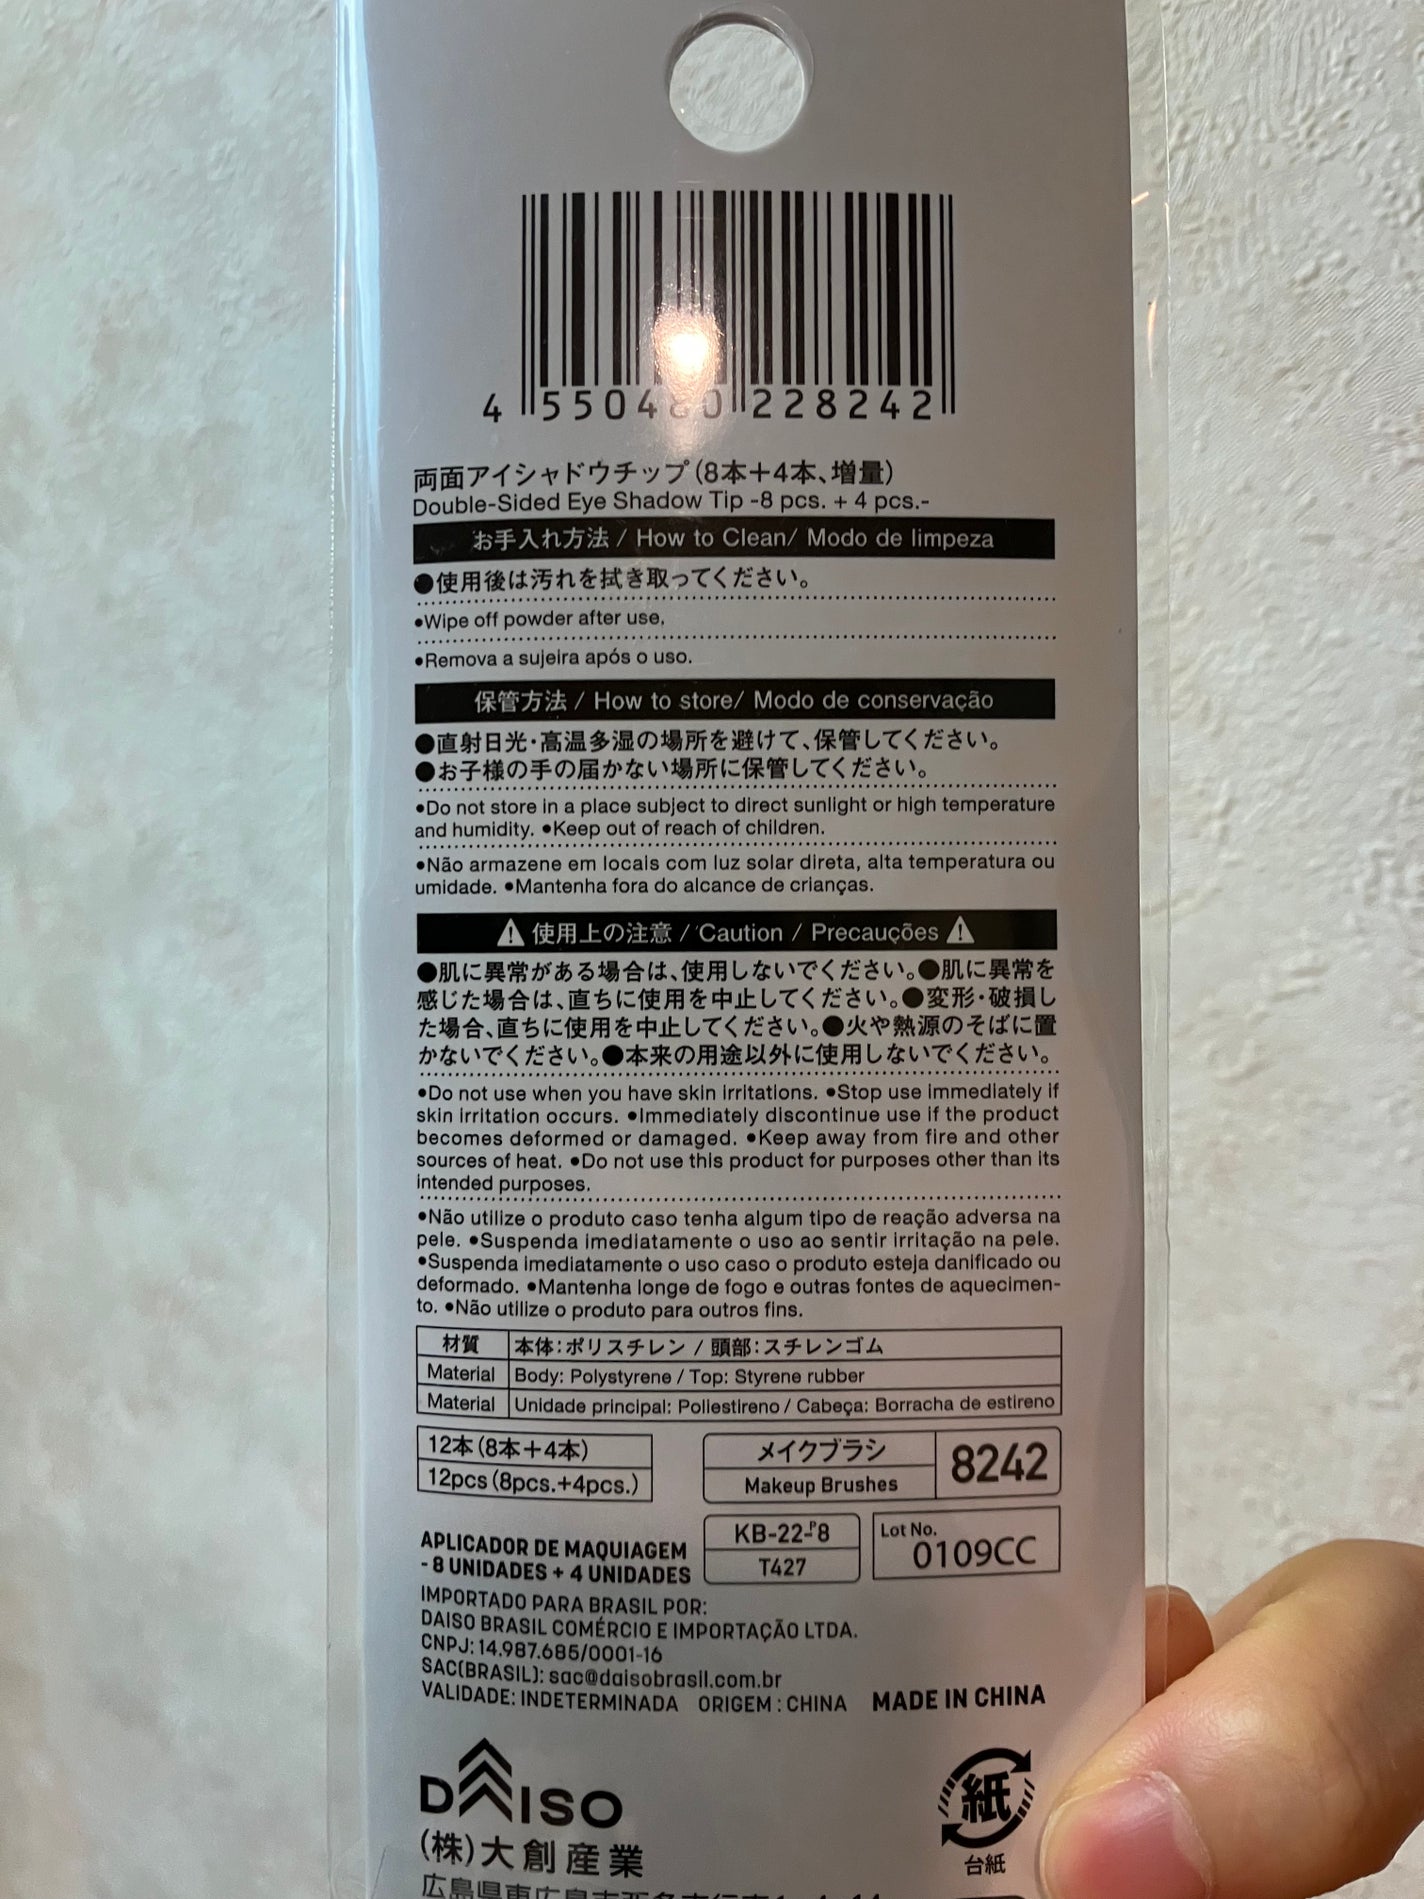 4 550480 228242
両面アイシャドウチップ(8本+4本、増量)
Double-Sided Eye Shadow Tip -8 pcs. + 4 pcs.-
お手入れ方法 / How to Clean/ Modo de limpeza
●使用後は汚れを拭き取ってください。
●Wipe off powder after use.
●Remova a sujeira após o uso.
保管方法 / How to store/ Modo de conservação
●直射日光・高温多湿の場所を避けて、保管してください。
●お子様の手の届かない場所に保管してください。
●Do not store in a place subject to direct sunlight or high temperature
and humidity. ●Keep out of reach of children.
●Não armazene em locais com luz solar direta, alta temperatura ou
umidade. ●Mantenha fora do alcance de crianças.
⚠ 使用上の注意 / Caution / Precauções ⚠
●肌に異常がある場合は、使用しないでください。●肌に異常を
感じた場合は、直ちに使用を中止してください。●変形・破損し
た場合、直ちに使用を中止してください。●火や熱源のそばに置
かないでください。●本来の用途以外に使用しないでください。
●Do not use when you have skin irritations. ●Stop use immediately if
skin irritation occurs. ●Immediately discontinue use if the product
becomes deformed or damaged. ●Keep away from fire and other
sources of heat. ●Do not use this product for purposes other than its
intended purposes.
●Não utilize o produto caso tenha algum tipo de reação adversa na
pele. ●Suspenda imediatamente o uso ao sentir irritação na pele.
●Suspenda imediatamente o uso caso o produto esteja danificado ou
deformado. ●Mantenha longe de fogo e outras fontes de aquecimen-
to. ●Não utilize o produto para outros fins.
材質 本体:ポリスチレン / 頭部:スチレンゴム
Material Body: Polystyrene / Top: Styrene rubber
Material Unidade principal: Poliestireno / Cabeça: Borracha de estireno
12本(8本+4本)
12pcs(8pcs.+4pcs.)
メイクブラシ
Makeup Brushes
8242
KB-22-P8
T427
Lot No.
0109CC
APLICADOR DE MAQUIAGEM
- 8 UNIDADES + 4 UNIDADES
IMPORTADO PARA BRASIL POR:
DAISO BRASIL COMÉRCIO E IMPORTAÇÃO LTDA.
CNPJ: 14.987.685/0001-16
SAC(BRASIL): sac@daisobrasil.com.br
VALIDADE: INDETERMINADA ORIGEM : CHINA MADE IN CHINA
DAISO
(株)大創産業
紙
台紙